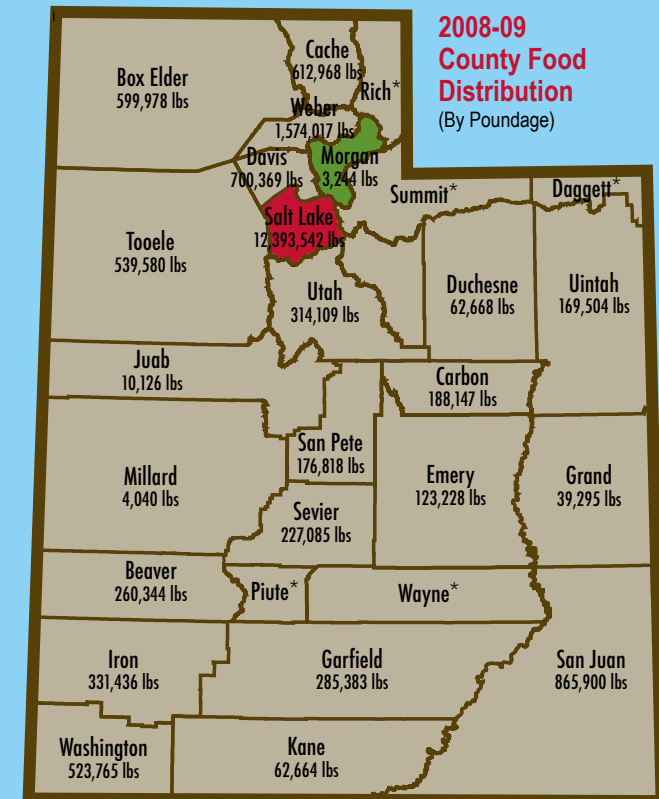 2008-09
County Food
Distribution
(By Poundage)
Cache
612,968 lbs
Box Elder
599,978 lbs
Rich*
Weber
1,574,017 lbs
Davis
700,369 lbs
Morgan
3,244 lbs
Summit*
Daggett*
Salt Lake
12,393,542 lbs
Tooele
539,580 lbs
Utah
314,109 lbs
Duchesne
62,668 lbs
Uintah
169,504 lbs
Juab
10,126 lbs
Carbon
188,147 lbs
San Pete
176,818 lbs
Millard
4,040 lbs
Emery
123,228 lbs
Grand
39,295 lbs
Sevier
227,085 lbs
Beaver
260,344 lbs
Piute*
Wayne*
Iron
331,436 lbs
Garfield
285,383 lbs
San Juan
865,900 lbs
Washington
523,765 lbs
Kane
62,664 lbs